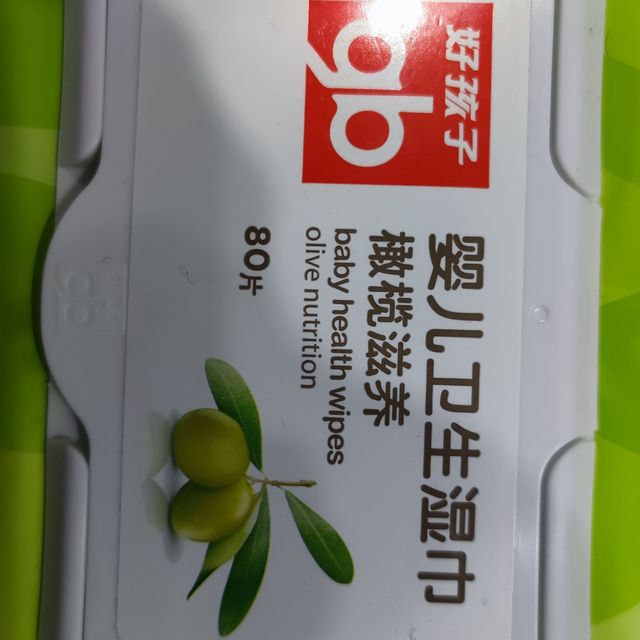 好孩子
gb
婴儿卫生湿巾
橄榄滋养
baby health wipes
olive nutrition
80片
gb